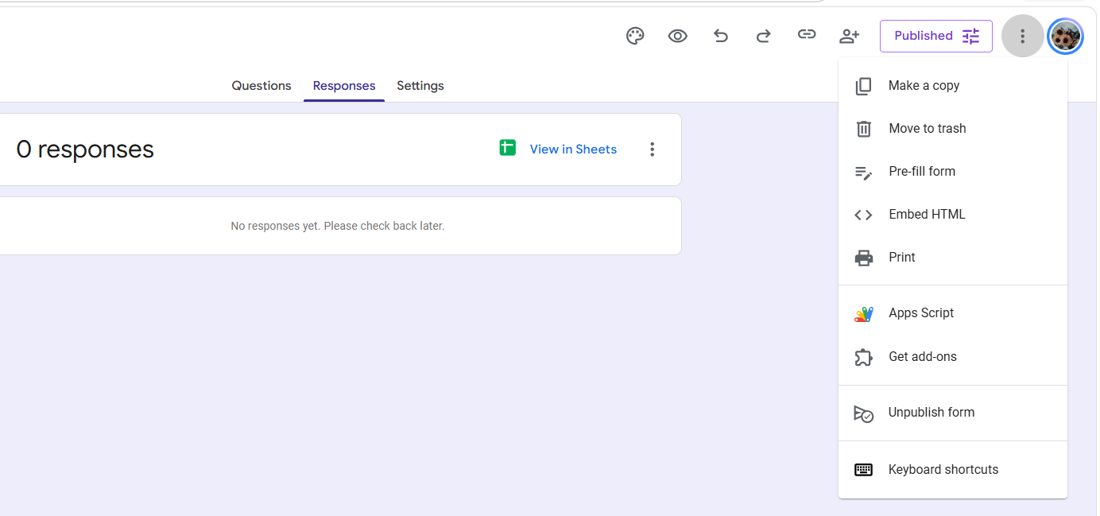 Published
Questions Responses Settings
0 responses
View in Sheets
No responses yet. Please check back later.
Make a copy
Move to trash
Pre-fill form
Embed HTML
Print
Apps Script
Get add-ons
Unpublish form
Keyboard shortcuts